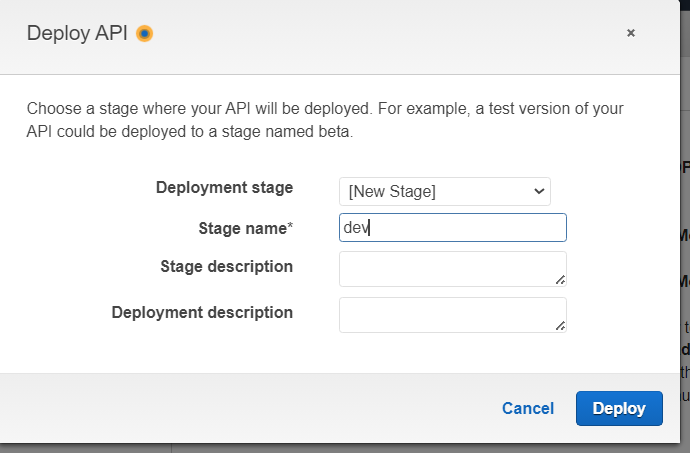 Deploy API
×
Choose a stage where your API will be deployed. For example, a test version of your
API could be deployed to a stage named beta.
Deployment stage [New Stage]
Stage name* dev
Stage description
Deployment description
Cancel Deploy